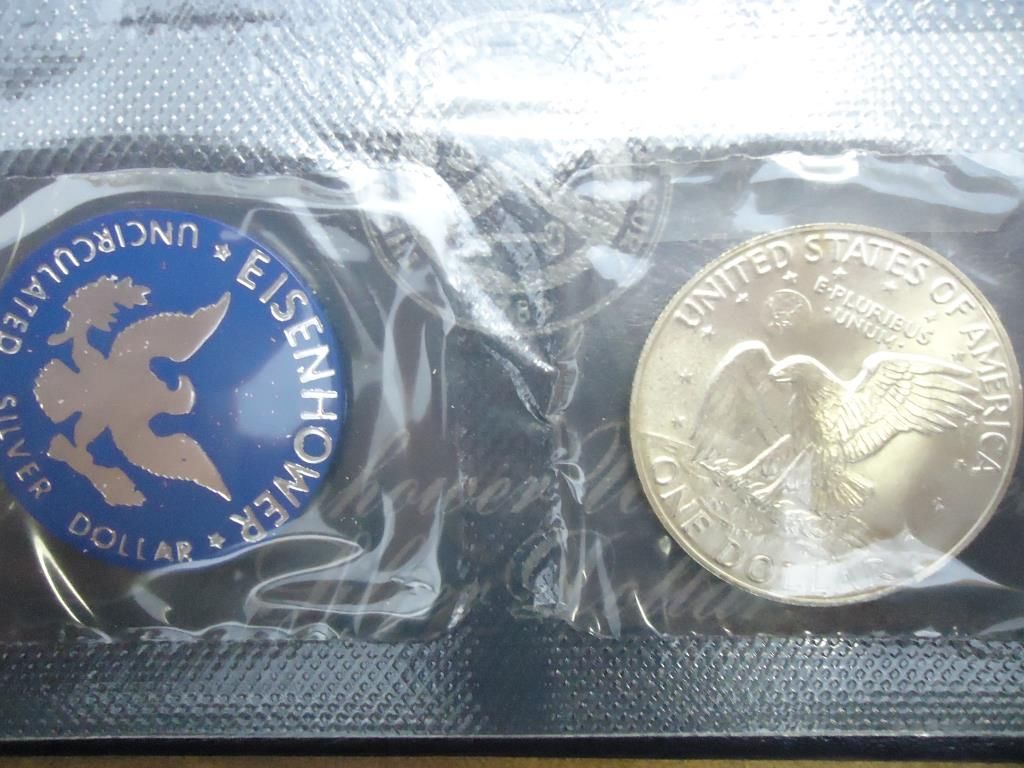 EISENHOWER
UNCIRCULATED SILVER DOLLAR
UNITED STATES OF AMERICA
E·PLURIBUS
·UNUM·
ONE DOLLAR